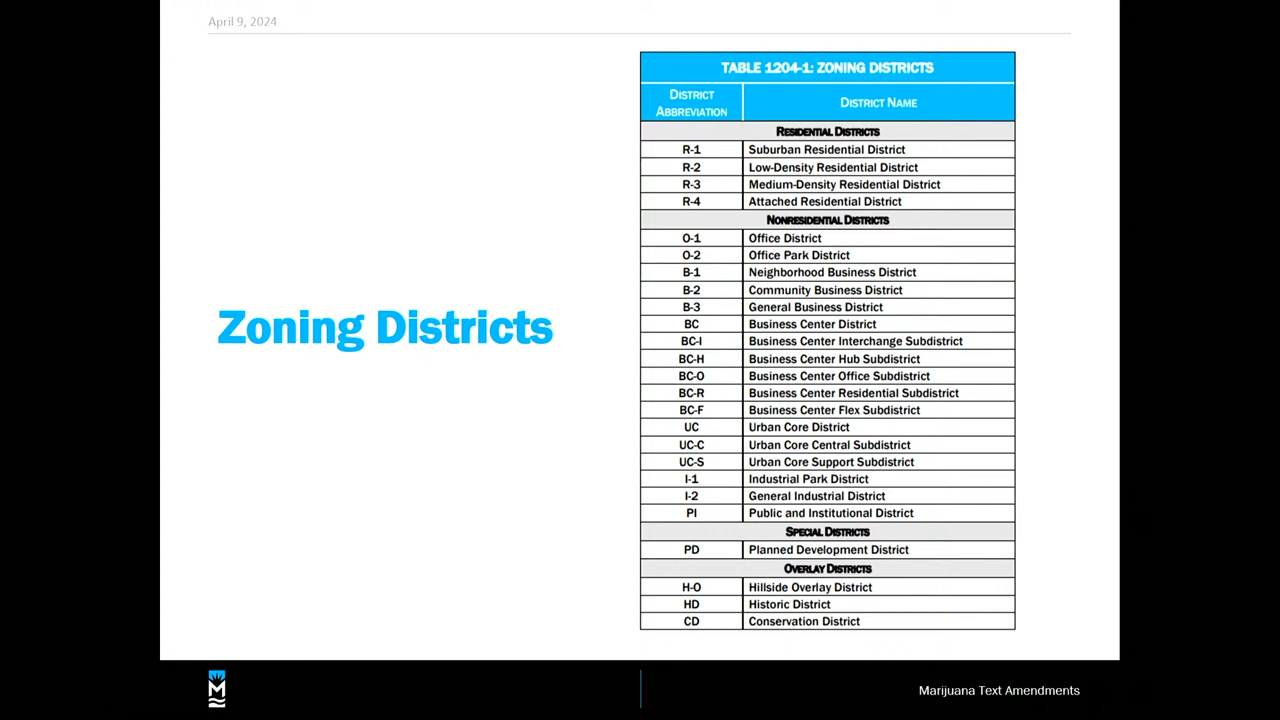 April 9, 2024
Zoning Districts
TABLE 1204-1: ZONING DISTRICTS
DISTRICT ABBREVIATION DISTRICT NAME
RESIDENTIAL DISTRICTS
R-1 Suburban Residential District
R-2 Low-Density Residential District
R-3 Medium-Density Residential District
R-4 Attached Residential District
NONRESIDENTIAL DISTRICTS
O-1 Office District
O-2 Office Park District
B-1 Neighborhood Business District
B-2 Community Business District
B-3 General Business District
BC Business Center District
BC-I Business Center Interchange Subdistrict
BC-H Business Center Hub Subdistrict
BC-O Business Center Office Subdistrict
BC-R Business Center Residential Subdistrict
BC-F Business Center Flex Subdistrict
UC Urban Core District
UC-C Urban Core Central Subdistrict
UC-S Urban Core Support Subdistrict
I-1 Industrial Park District
I-2 General Industrial District
PI Public and Institutional District
SPECIAL DISTRICTS
PD Planned Development District
OVERLAY DISTRICTS
H-O Hillside Overlay District
HD Historic District
CD Conservation District
M
Marijuana Text Amendments